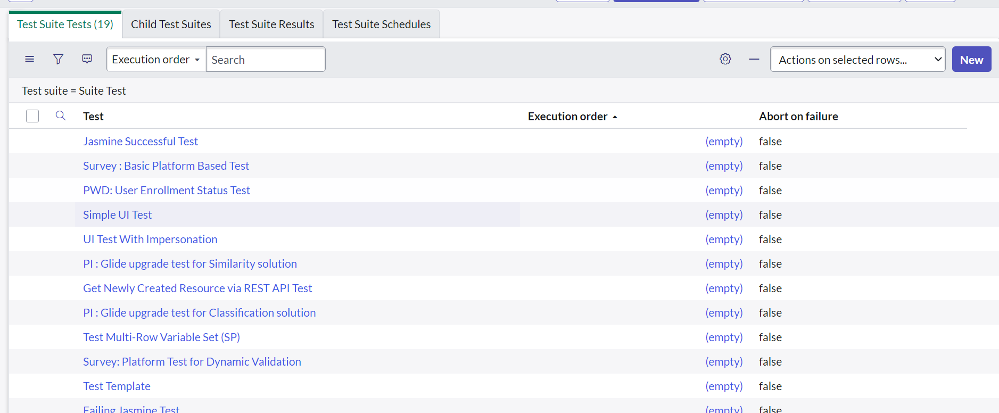 Test Suite Tests (19) Child Test Suites Test Suite Results Test Suite Schedules
Execution order Search Actions on selected rows... New
Test suite = Suite Test
Test Execution order Abort on failure
Jasmine Successful Test (empty) false
Survey : Basic Platform Based Test (empty) false
PWD: User Enrollment Status Test (empty) false
Simple UI Test (empty) false
UI Test With Impersonation (empty) false
PI : Glide upgrade test for Similarity solution (empty) false
Get Newly Created Resource via REST API Test (empty) false
PI : Glide upgrade test for Classification solution (empty) false
Test Multi-Row Variable Set (SP) (empty) false
Survey: Platform Test for Dynamic Validation (empty) false
Test Template (empty) false
Failing Jasmine Test (empty) false